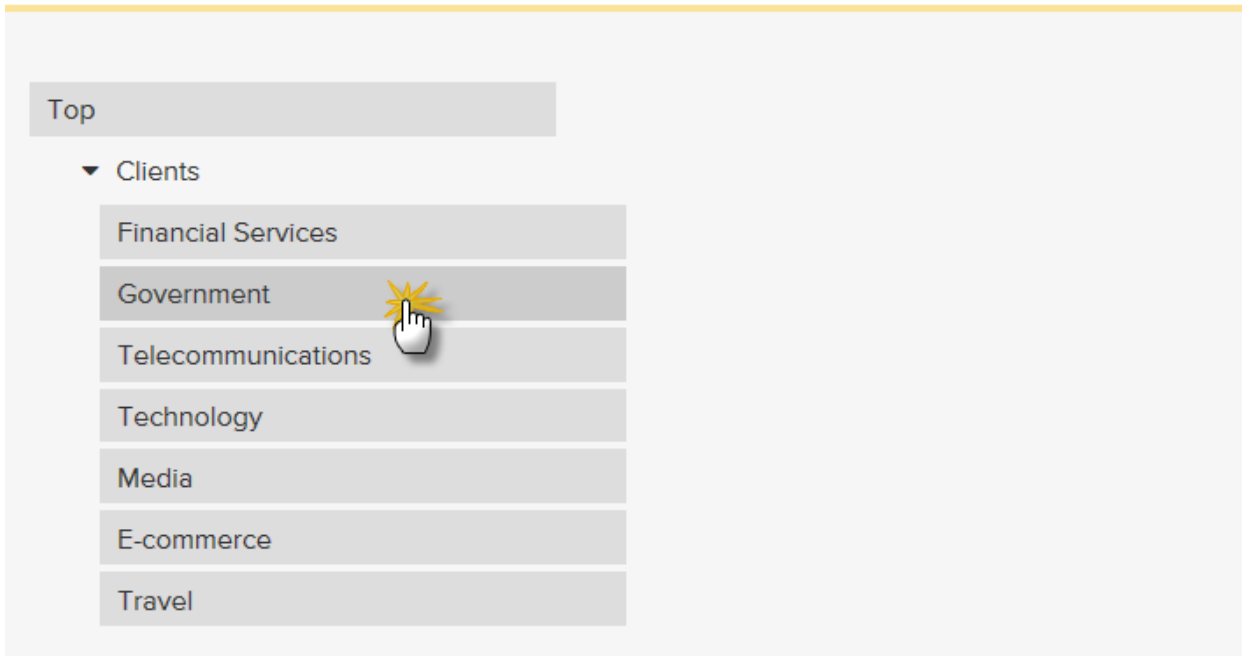 Top
Clients
Financial Services
Government
Telecommunications
Technology
Media
E-commerce
Travel